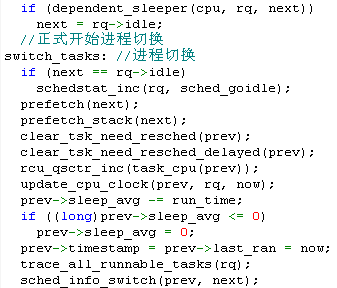 if (dependent_sleeper(cpu, rq, next))
next = rq->idle;
//正式开始进程切换
switch_tasks: //进程切换
if (next == rq->idle)
schedstat_inc(rq, sched_goidle);
prefetch(next);
prefetch_stack(next);
clear_tsk_need_resched(prev);
clear_tsk_need_resched_delayed(prev);
rcu_qsctr_inc(task_cpu(prev));
update_cpu_clock(prev, rq, now);
prev->sleep_avg -= run_time;
if ((long)prev->sleep_avg <= 0)
prev->sleep_avg = 0;
prev->timestamp = prev->last_ran = now;
trace_all_runnable_tasks(rq);
sched_info_switch(prev, next);